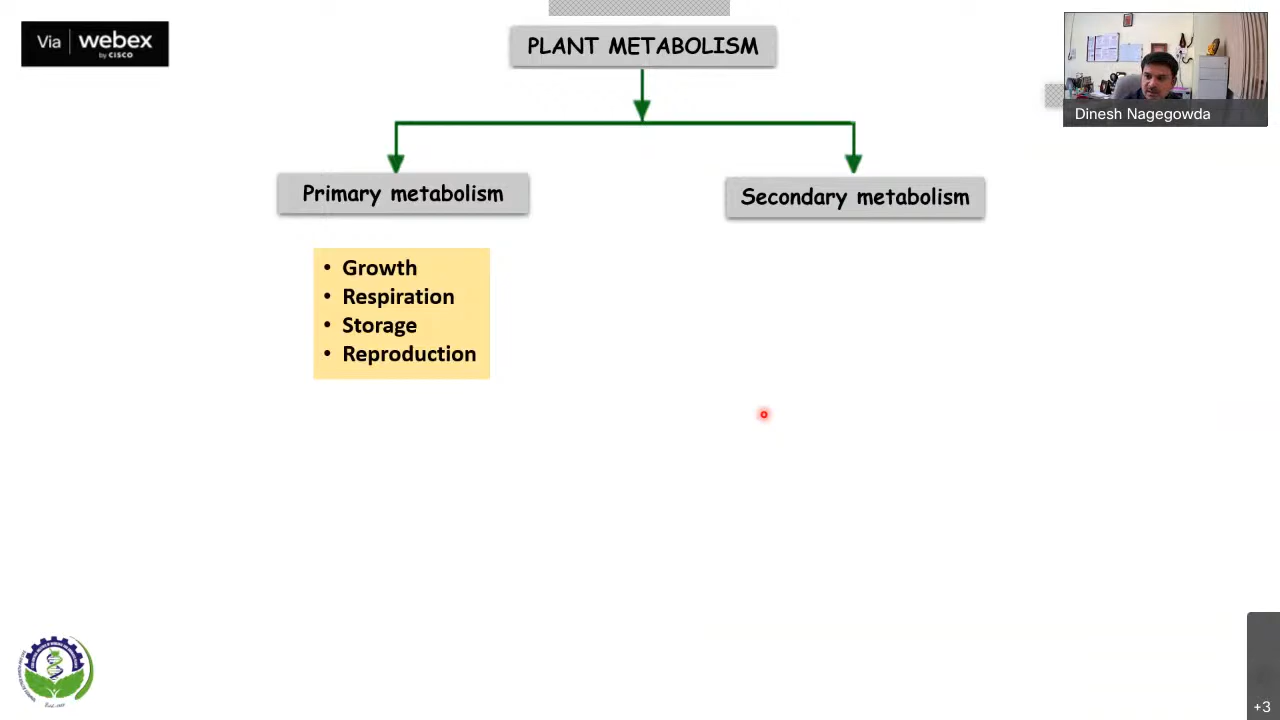 Via webex
by CISCO
PLANT METABOLISM
Dinesh Nagegowda
Primary metabolism
Secondary metabolism
• Growth
• Respiration
• Storage
• Reproduction
+3